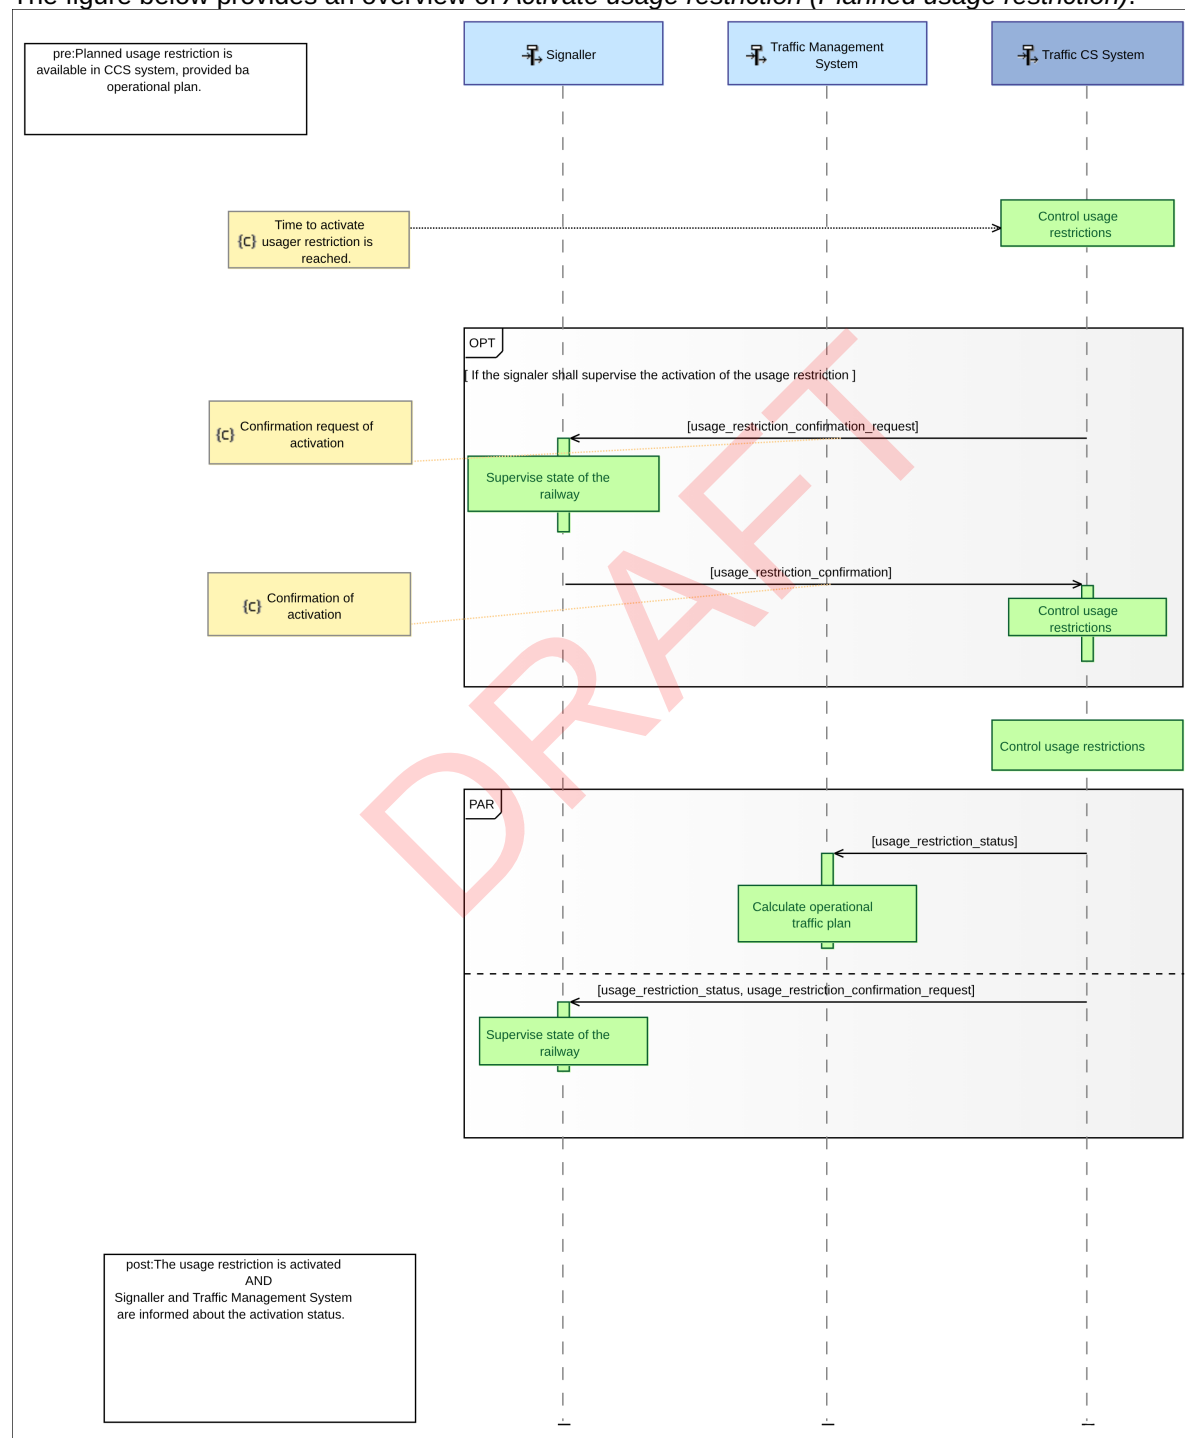 The figure below provides an overview of Activate usage restriction (Planned usage restriction).
Signaller
Traffic Management
System
Traffic CS System
pre:Planned usage restriction is
available in CCS system, provided ba
operational plan.
Time to activate
usager restriction is
reached.
{c}
Control usage
restrictions
OPT
[ If the signaler shall supervise the activation of the usage restriction ]
Confirmation request of
activation
{c}
[usage_restriction_confirmation_request]
Supervise state of the
railway
[usage_restriction_confirmation]
Confirmation of
activation
{c}
Control usage
restrictions
Control usage restrictions
PAR
[usage_restriction_status]
Calculate operational
traffic plan
[usage_restriction_status, usage_restriction_confirmation_request]
Supervise state of the
railway
post:The usage restriction is activated
AND
Signaller and Traffic Management System
are informed about the activation status.
DRAFT